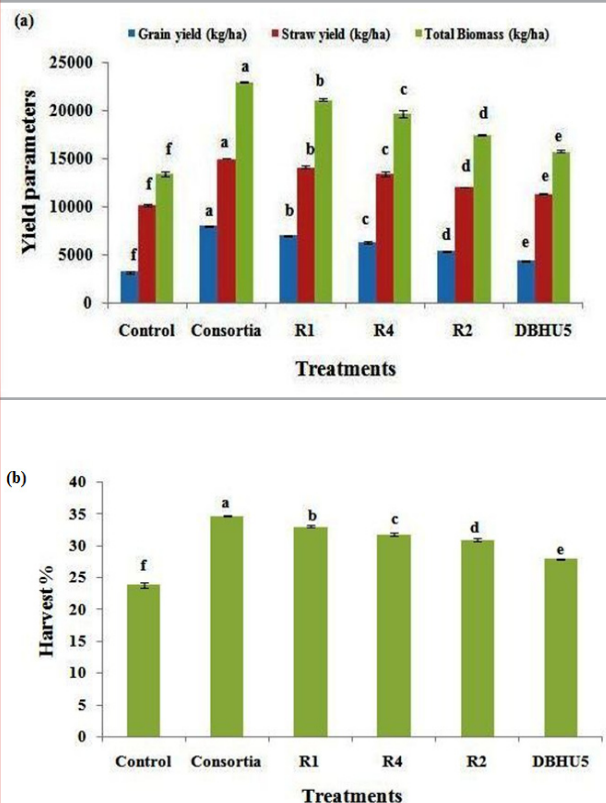 (a)
Grain yield (kg/ha) Straw yield (kg/ha) Total Biomass (kg/ha)
Yield parameters
25000
20000
15000
10000
5000
0
f f f
a a a
b b b
c c c
d d d
e e e
Control Consortia R1 R4 R2 DBHU5
Treatments
(b)
Harvest %
40
35
30
25
20
15
10
5
0
f a b c d e
Control Consortia R1 R4 R2 DBHU5
Treatments